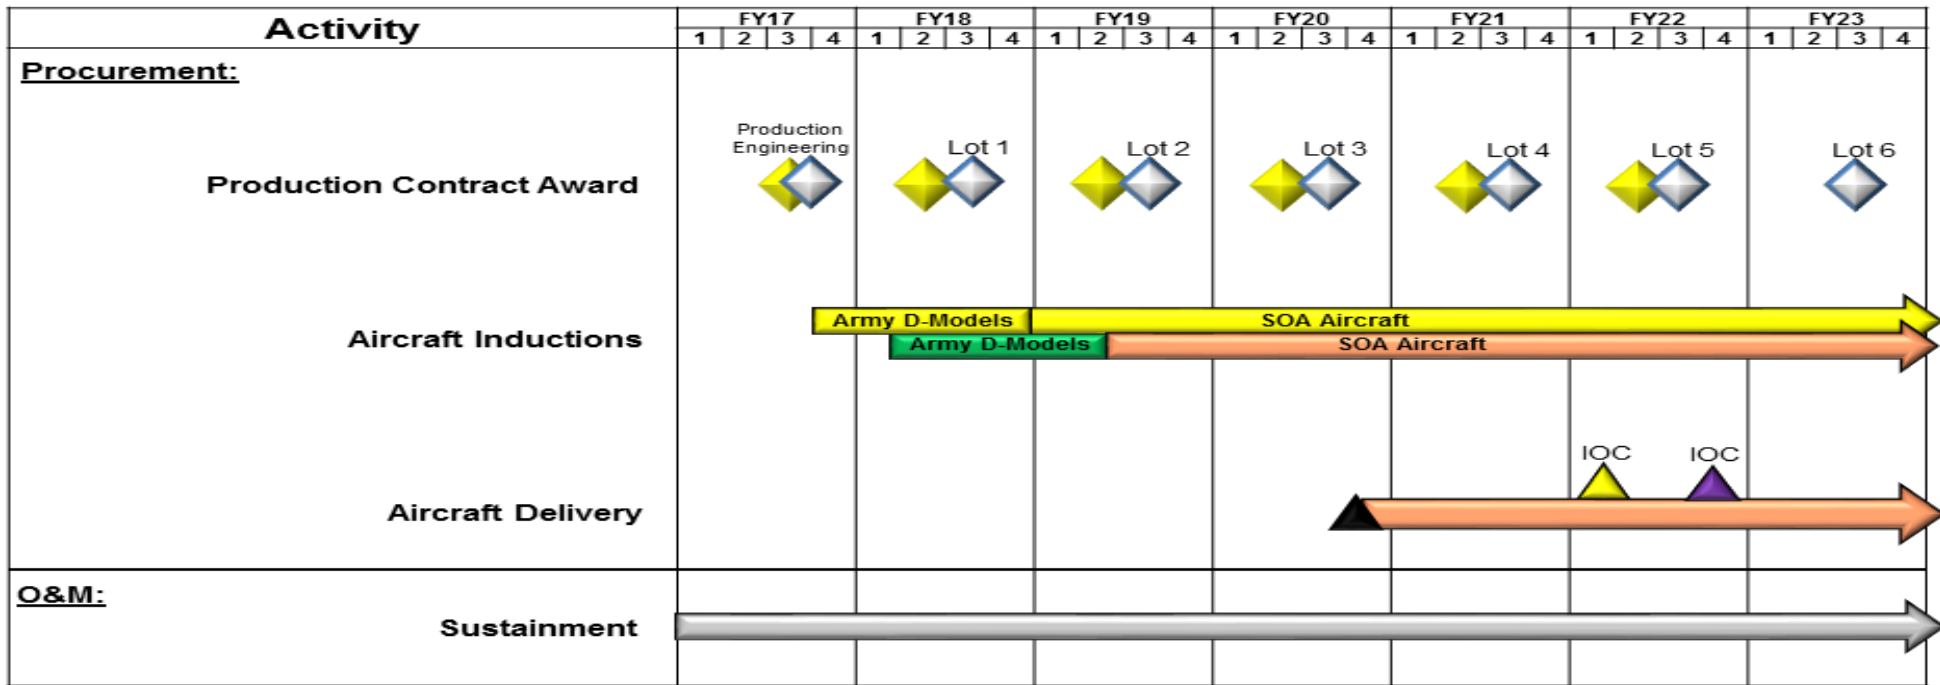 Activity
FY17 FY18 FY19 FY20 FY21 FY22 FY23
1 2 3 4 1 2 3 4 1 2 3 4 1 2 3 4 1 2 3 4 1 2 3 4 1 2 3 4
Procurement:
Production
Engineering
Lot 1 Lot 2 Lot 3 Lot 4 Lot 5 Lot 6
Production Contract Award
Army D-Models SOA Aircraft
Aircraft Inductions
Army D-Models SOA Aircraft
IOC IOC
Aircraft Delivery
O&M:
Sustainment